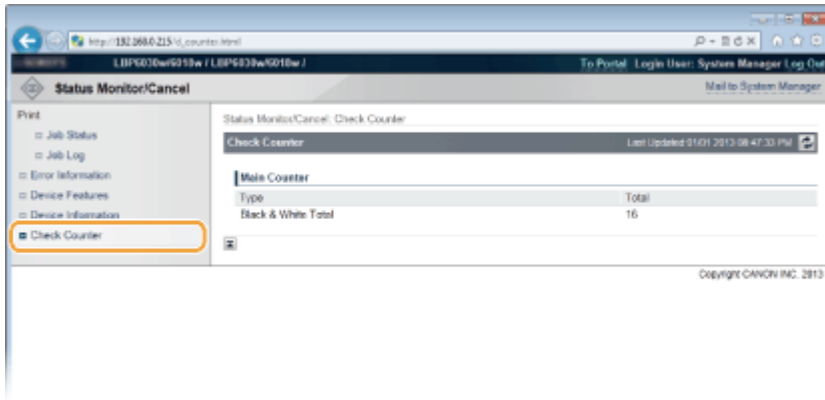 http://192.168.0.215/d_counter.html
LBP6030w/6018w / LBP6030w/6018w /
To Portal Login User: System Manager Log Out
Status Monitor/Cancel
Mail to System Manager
Print
Job Status
Job Log
Error Information
Device Features
Device Information
Check Counter
Status Monitor/Cancel: Check Counter
Check Counter
Last Updated 01/01 2013 08:47:33 PM
Main Counter
Type Total
Black & White Total 16
Copyright CANON INC. 2013